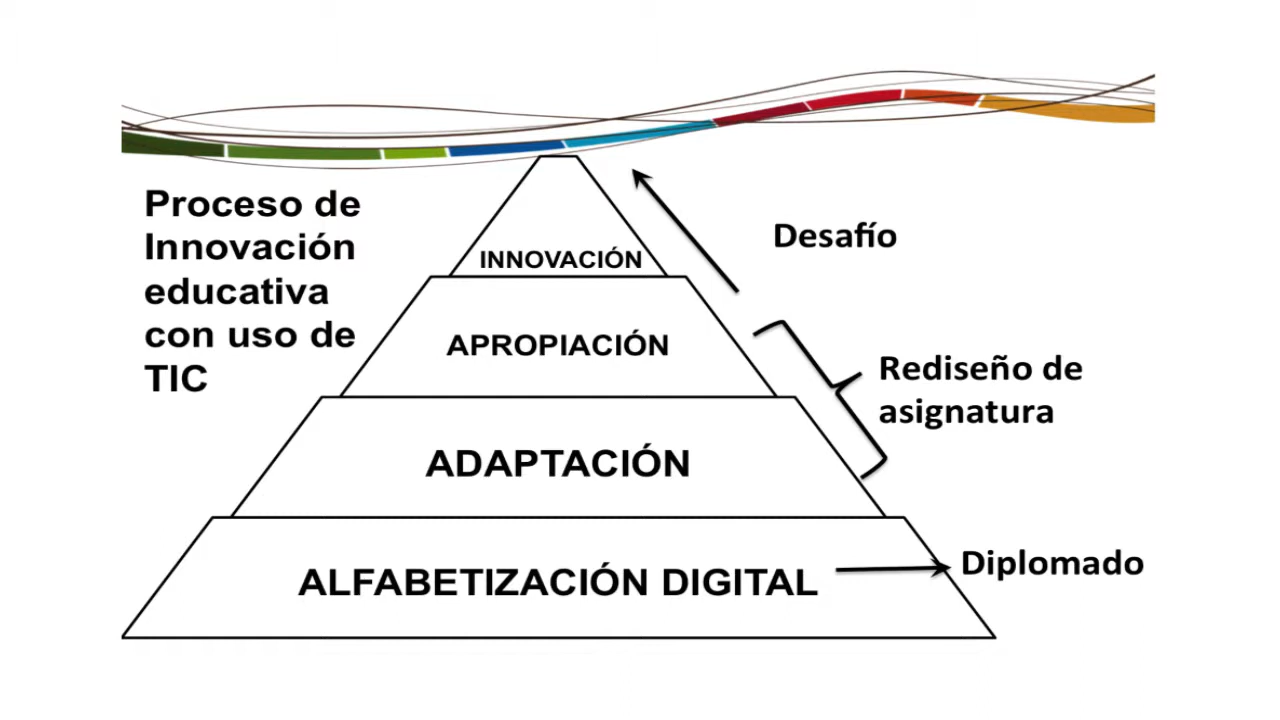 Proceso de
Innovación
educativa
con uso de
TIC
INNOVACIÓN
APROPIACIÓN
ADAPTACIÓN
ALFABETIZACIÓN DIGITAL
Desafío
Rediseño de
asignatura
Diplomado